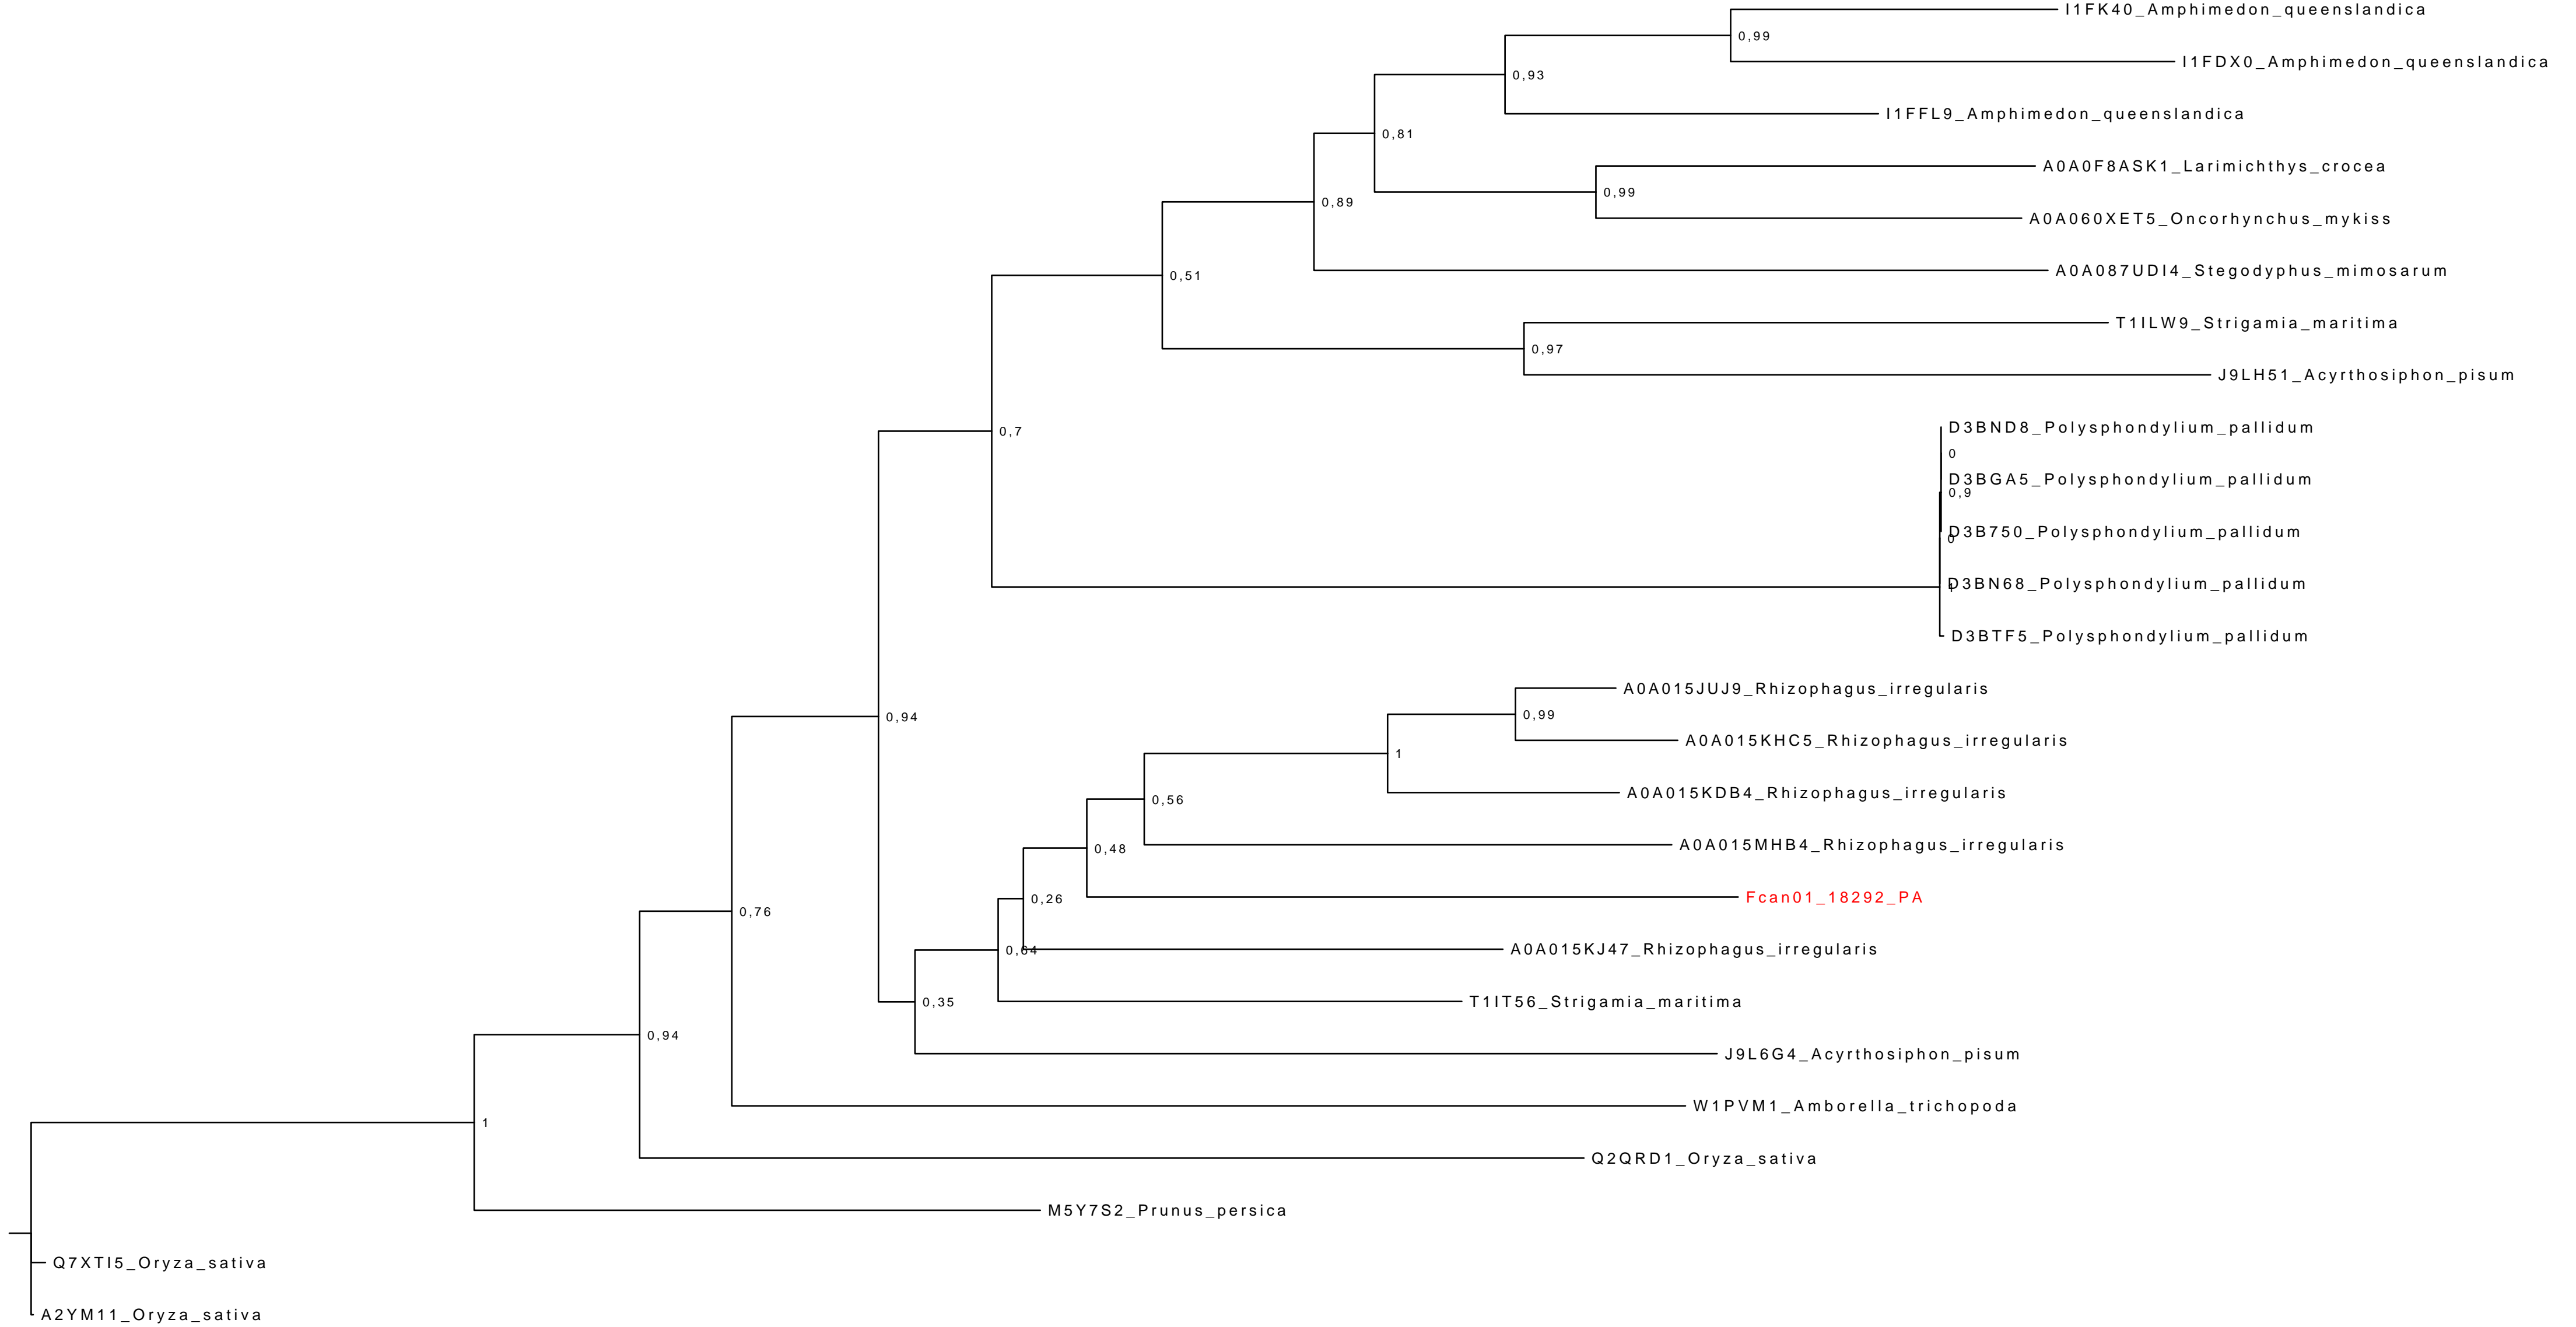 I1FK40_Amphimedon_queenslandica
0,99
I1FDX0_Amphimedon_queenslandica
0,93
I1FFL9_Amphimedon_queenslandica
0,81
A0A0F8ASK1_Larimichthys_crocea
0,99
0,89
A0A060XET5_Oncorhynchus_mykiss
A0A087UDI4_Stegodyphus_mimosarum
0,51
T1ILW9_Strigamia_maritima
0,97
J9LH51_Acyrthosiphon_pisum
D3BND8_Polysphondylium_pallidum
0,7
0
D3BGA5_Polysphondylium_pallidum
0,9
D3B750_Polysphondylium_pallidum
0
D3BN68_Polysphondylium_pallidum
1
D3BTF5_Polysphondylium_pallidum
A0A015JUJ9_Rhizophagus_irregularis
0,99
0,94
A0A015KHC5_Rhizophagus_irregularis
1
A0A015KDB4_Rhizophagus_irregularis
0,56
A0A015MHB4_Rhizophagus_irregularis
0,48
Fcan01_18292_PA
0,26
0,76
A0A015KJ47_Rhizophagus_irregularis
T1IT56_Strigamia_maritima
0,35
0,94
J9L6G4_Acyrthosiphon_pisum
W1PVM1_Amborella_trichopoda
1
Q2QRD1_Oryza_sativa
M5Y7S2_Prunus_persica
Q7XTI5_Oryza_sativa
A2YM11_Oryza_sativa